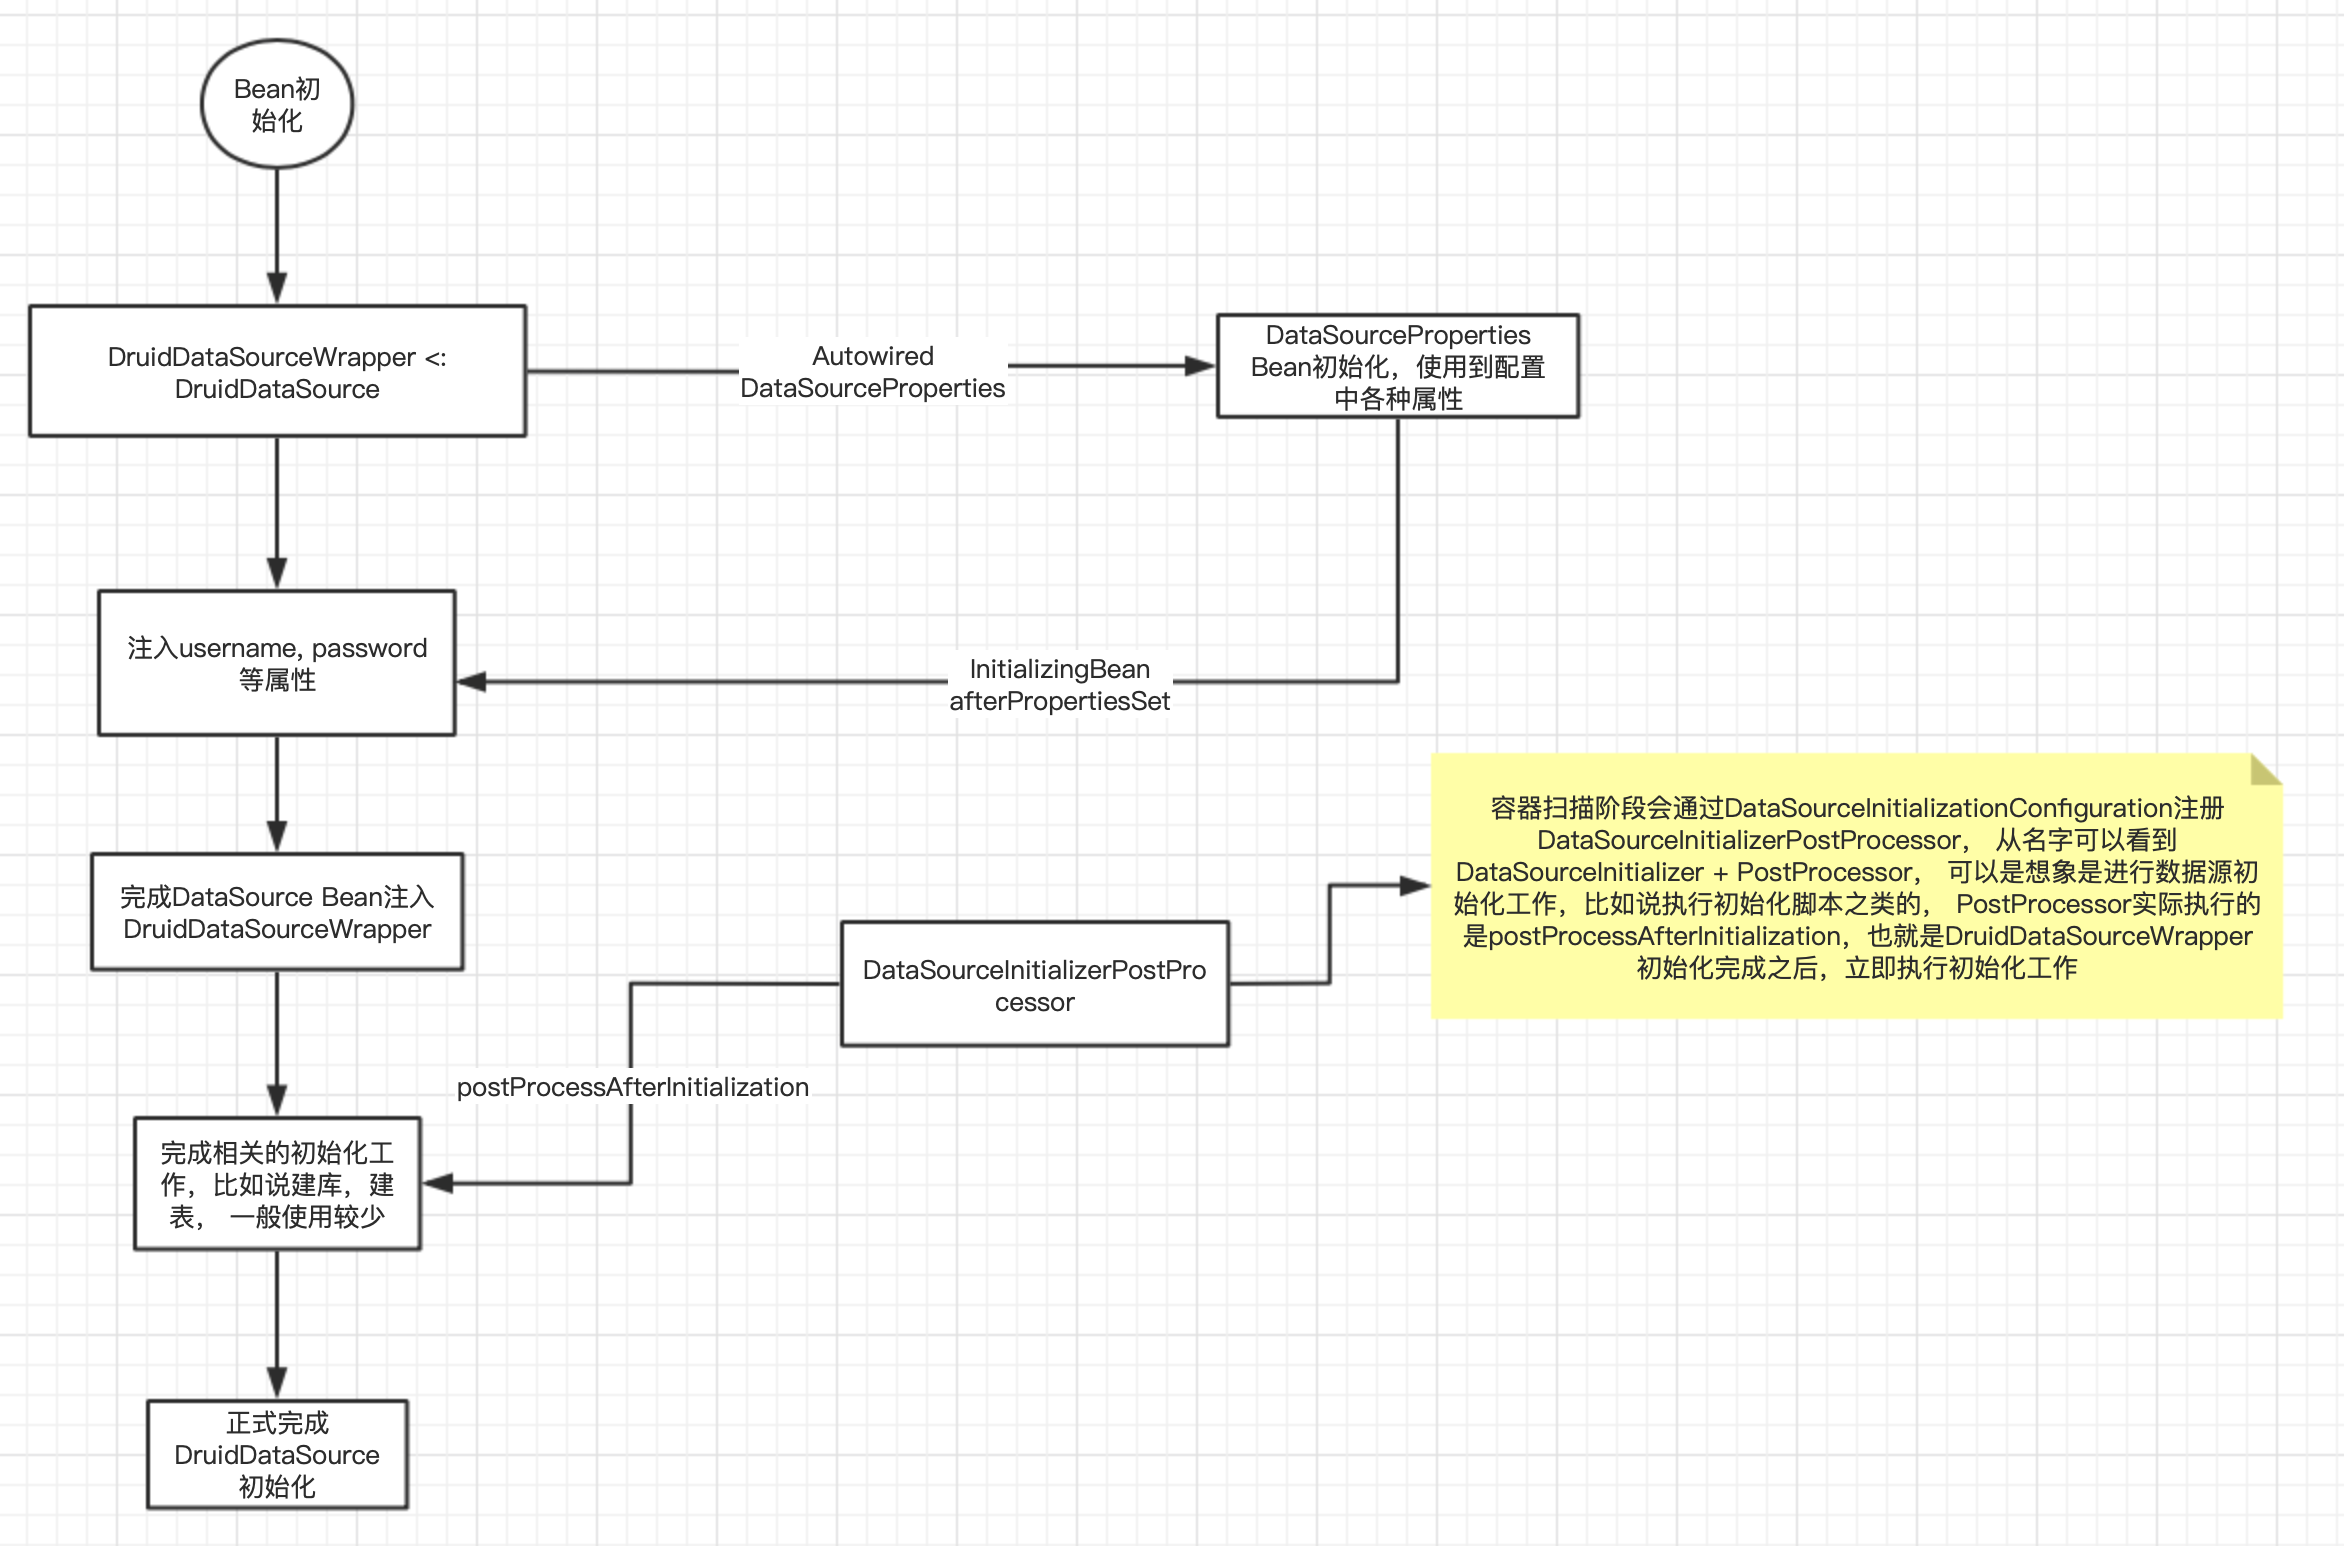 Bean初
始化
DruidDataSourceWrapper <:
DruidDataSource
Autowired
DataSourceProperties
DataSourceProperties
Bean初始化，使用到配置
中各种属性
注入username, password
等属性
InitializingBean
afterPropertiesSet
容器扫描阶段会通过DataSourceInitializationConfiguration注册
DataSourceInitializerPostProcessor， 从名字可以看到
DataSourceInitializer + PostProcessor， 可以是想象是进行数据源初
始化工作，比如说执行初始化脚本之类的， PostProcessor实际执行的
是postProcessAfterInitialization，也就是DruidDataSourceWrapper
初始化完成之后，立即执行初始化工作
完成DataSource Bean注入
DruidDataSourceWrapper
DataSourceInitializerPostPro
cessor
postProcessAfterInitialization
完成相关的初始化工
作，比如说建库，建
表， 一般使用较少
正式完成
DruidDataSource
初始化